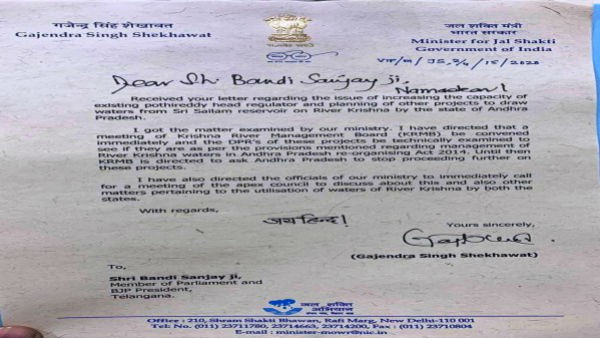 गजेन्द्र सिंह शेखावत
Gajendra Singh Shekhawat
जल शक्ति मंत्री
भारत सरकार
Minister for Jal Shakti
Government of India
Dear Shri Bandi Sanjay ji,
Namaskar!
Received your letter regarding the issue of increasing the capacity of
existing pothireddy head regulator and planning of other projects to draw
waters from Sri Sailam reservoir on River Krishna by the state of Andhra
Pradesh.
I got the matter examined by our ministry. I have directed that a
meeting of Krishna River Management Board (KRMB) be convened
immediately and the DPR's of these projects be technically examined to
see if they are as per the provisions mentioned regarding management of
River Krishna waters in Andhra Pradesh re-organising Act 2014. Until then
KRMB is directed to ask Andhra Pradesh to stop proceeding further on
these projects.
I have also directed the officials of our ministry to immediately call
for a meeting of the apex council to discuss about this and also other
matters pertaining to the utilisation of waters of River Krishna by both the
states.
With regards,
जय हिन्द!
Yours sincerely,
(Gajendra Singh Shekhawat)
To,
Shri Bandi Sanjay ji,
Member of Parliament and
BJP President,
Telangana.
जल शक्ति
अभियान
Office : 210, Shram Shakti Bhawan, Rafi Marg, New Delhi-110 001
Tel: No. (011) 23711780, 23714663, 23714200, Fax : (011) 23710804
E-mail : minister-mowr@nic.in